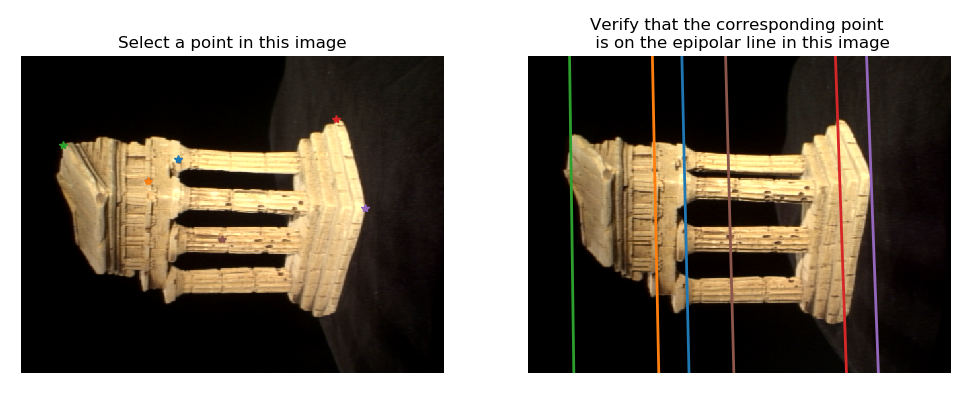 Select a point in this image
Verify that the corresponding point
is on the epipolar line in this image